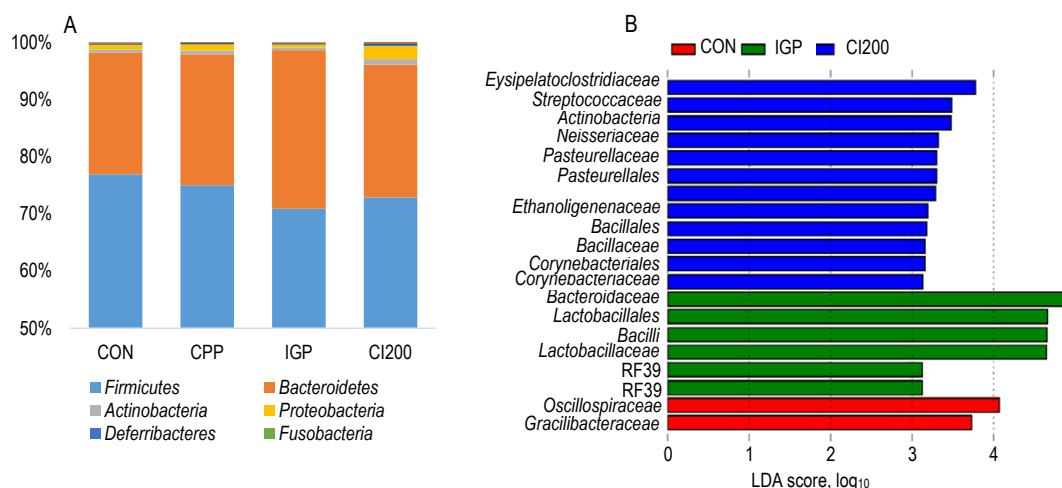 A
100%
90%
80%
70%
60%
50%
CON CPP IGP CI200
Firmicutes Bacteroidetes
Actinobacteria Proteobacteria
Deferribacteres Fusobacteria
B
CON IGP CI200
Eysipelatoclostridiaceae
Streptococcaceae
Actinobacteria
Neisseriaceae
Pasteurellaceae
Pasteurellales
Ethanoligenenaceae
Bacillales
Bacillaceae
Corynebacteriales
Corynebacteriaceae
Bacteroidaceae
Lactobacillales
Bacilli
Lactobacillaceae
RF39
RF39
Oscillospiraceae
Gracilibacteraceae
0 1 2 3 4
LDA score, log₁₀